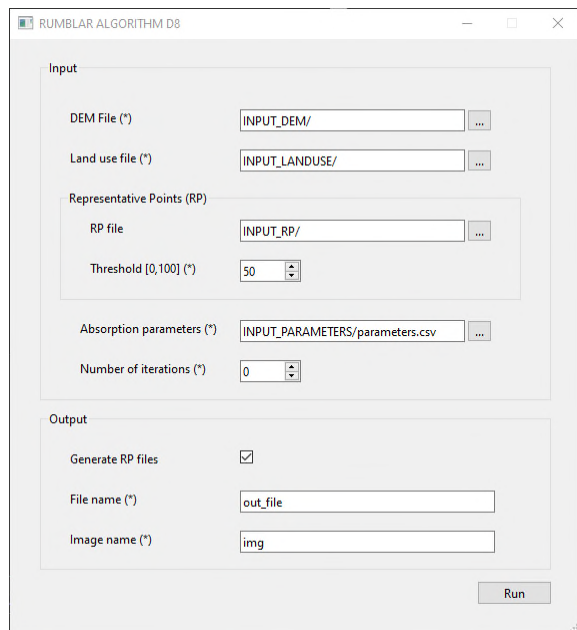 RUMBLAR ALGORITHM D8
Input
DEM File (*) INPUT_DEM/ ...
Land use file (*) INPUT_LANDUSE/ ...
Representative Points (RP)
RP file INPUT_RP/ ...
Threshold [0,100] (*) 50
Absorption parameters (*) INPUT_PARAMETERS/parameters.csv ...
Number of iterations (*) 0
Output
Generate RP files
File name (*) out_file
Image name (*) img
Run